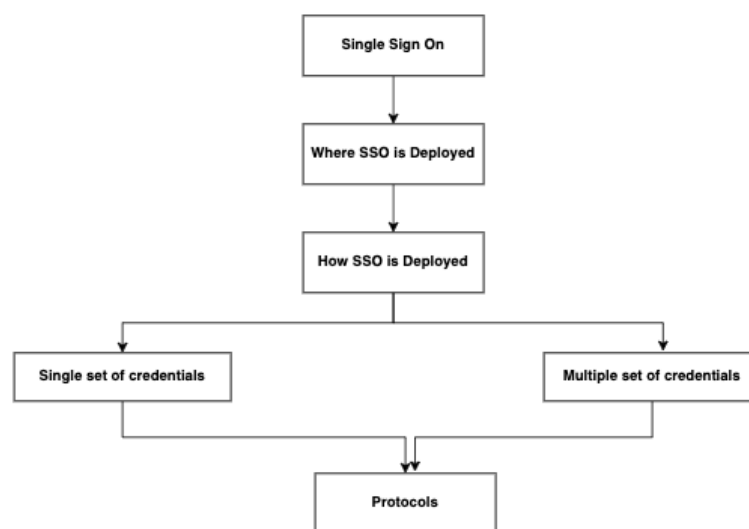 Single Sign On
Where SSO is Deployed
How SSO is Deployed
Single set of credentials
Multiple set of credentials
Protocols